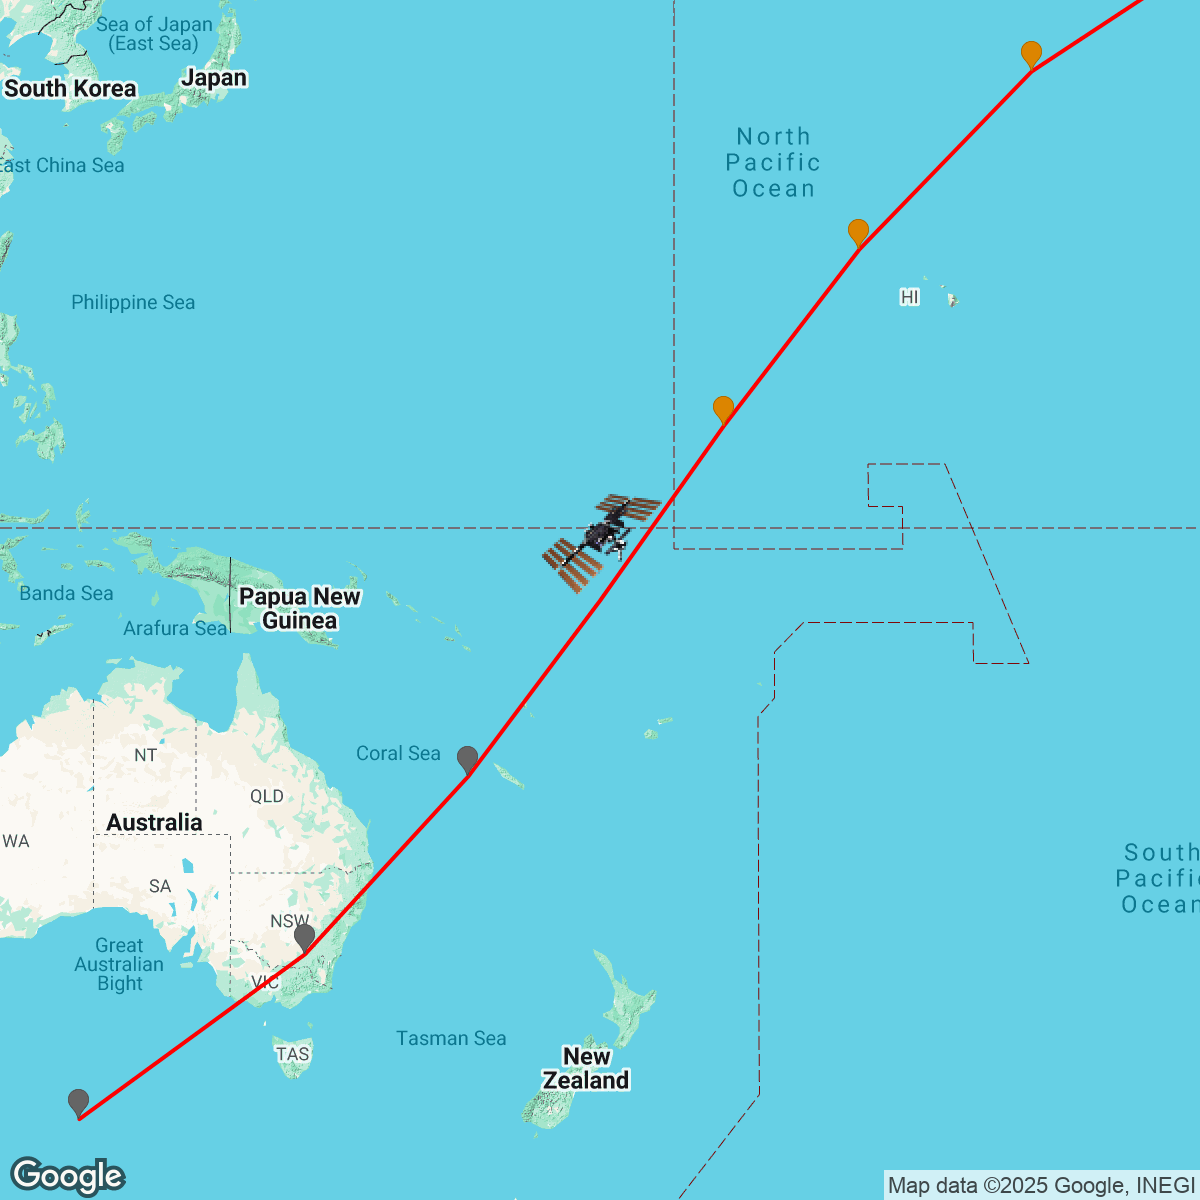 Sea of Japan
(East Sea)
Japan
South Korea
East China Sea
North
Pacific
Ocean
Philippine Sea
HI
Banda Sea
Papua New
Guinea
Arafura Sea
Coral Sea
NT
QLD
Australia
WA
SA
NSW
South
Pacific
Ocean
Great
Australian
Bight
VIC
TAS
Tasman Sea
New
Zealand
Google
Map data ©2025 Google, INEGI